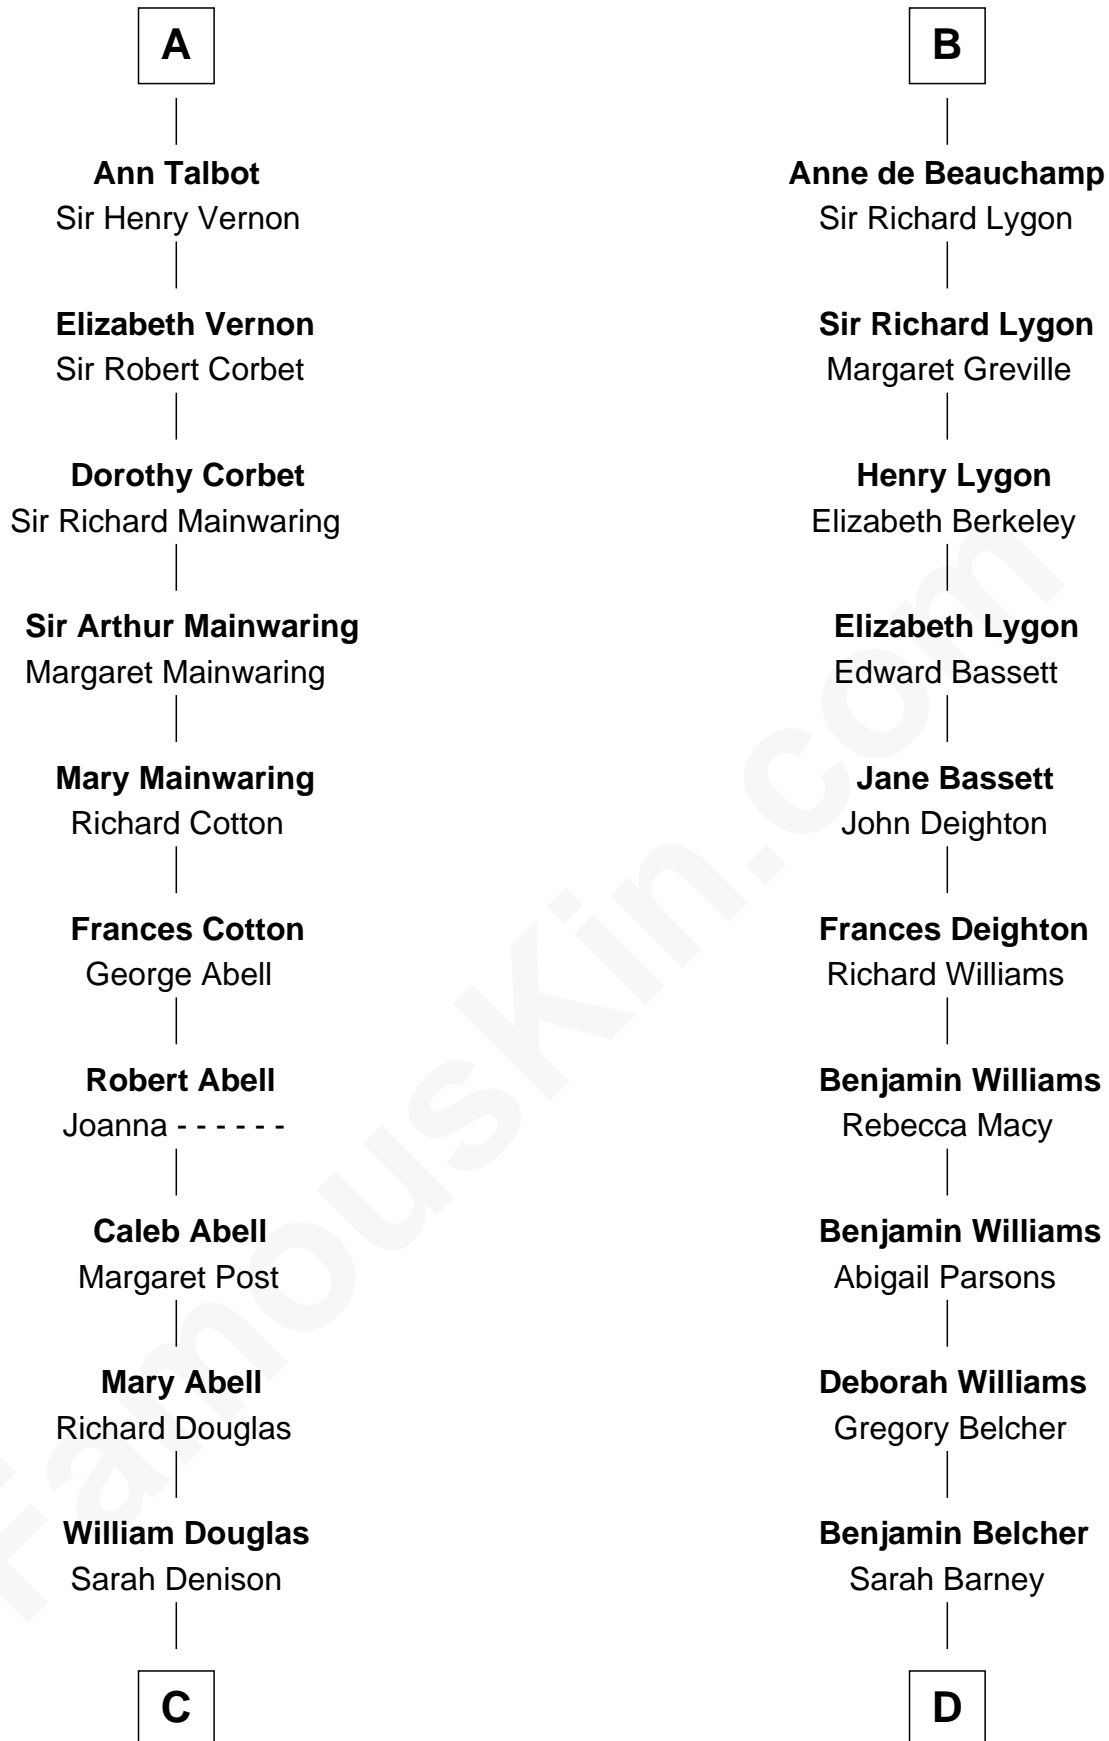 A
Ann Talbot
Sir Henry Vernon
Elizabeth Vernon
Sir Robert Corbet
Dorothy Corbet
Sir Richard Mainwaring
Sir Arthur Mainwaring
Margaret Mainwaring
Mary Mainwaring
Richard Cotton
Frances Cotton
George Abell
Robert Abell
Joanna - - - - - -
Caleb Abell
Margaret Post
Mary Abell
Richard Douglas
William Douglas
Sarah Denison
C
B
Anne de Beauchamp
Sir Richard Lygon
Sir Richard Lygon
Margaret Greville
Henry Lygon
Elizabeth Berkeley
Elizabeth Lygon
Edward Bassett
Jane Bassett
John Deighton
Frances Deighton
Richard Williams
Benjamin Williams
Rebecca Macy
Benjamin Williams
Abigail Parsons
Deborah Williams
Gregory Belcher
Benjamin Belcher
Sarah Barney
D
FamousKin.com